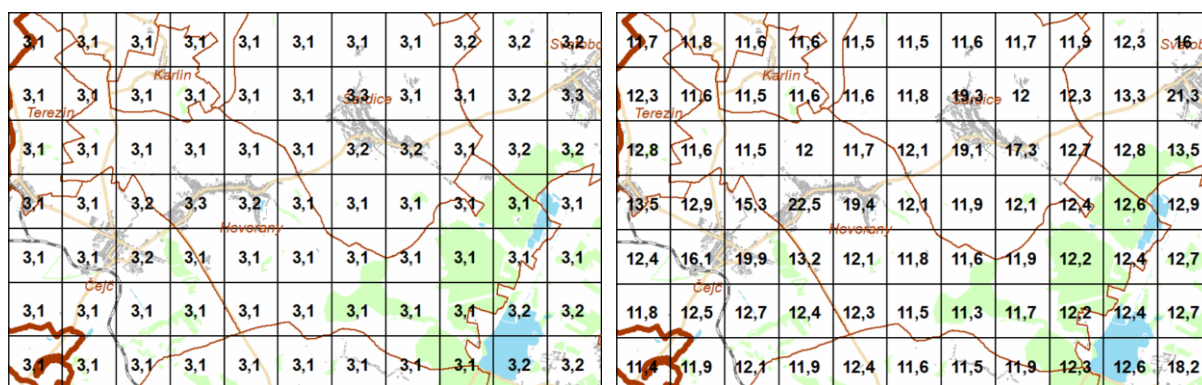 3,1 3,1 3,1 3,1 3,1 3,1 3,1 3,1 3,2 3,2 3,2
Karlín
3,1 3,1 3,1 3,1 3,1 3,1 3,3 3,1 3,1 3,2 3,3
Šardice
Terezín
3,1 3,1 3,1 3,1 3,1 3,1 3,2 3,2 3,1 3,2 3,2
3,1 3,1 3,2 3,3 3,2 3,1 3,1 3,1 3,1 3,1 3,1
Hovorany
3,1 3,1 3,2 3,1 3,1 3,1 3,1 3,1 3,1 3,1 3,1
Čejč
3,1 3,1 3,1 3,1 3,1 3,1 3,1 3,1 3,1 3,2 3,2
3,1 3,1 3,1 3,1 3,1 3,1 3,1 3,1 3,1 3,2 3,2
11,7 11,8 11,6 11,6 11,5 11,5 11,6 11,7 11,9 12,3 16
Karlín
12,3 11,6 11,5 11,6 11,6 11,8 19,3 12 12,3 13,3 21,3
Šardice
Terezín
12,8 11,6 11,5 12 11,7 12,1 19,1 17,3 12,7 12,8 13,5
13,5 12,9 15,3 22,5 19,4 12,1 11,9 12,1 12,4 12,6 12,9
Hovorany
12,4 16,1 19,9 13,2 12,1 11,8 11,6 11,9 12,2 12,4 12,7
Čejč
11,8 12,5 12,7 12,4 12,3 11,5 11,3 11,7 12,2 12,4 12,7
11,4 11,9 12,1 11,9 12,4 11,6 11,5 11,9 12,3 12,6 18,2